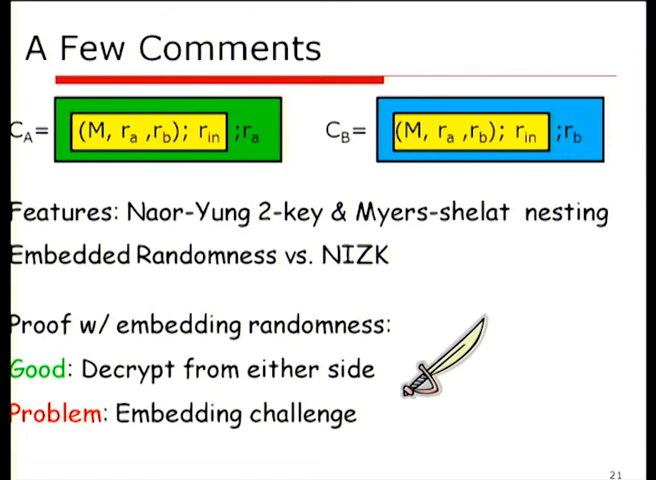 A Few Comments
C_A= (M, r_a ,r_b); r_in ;r_a C_B= (M, r_a ,r_b); r_in ;r_b
Features: Naor-Yung 2-key & Myers-shelat nesting
Embedded Randomness vs. NIZK
Proof w/ embedding randomness:
Good: Decrypt from either side
Problem: Embedding challenge
21